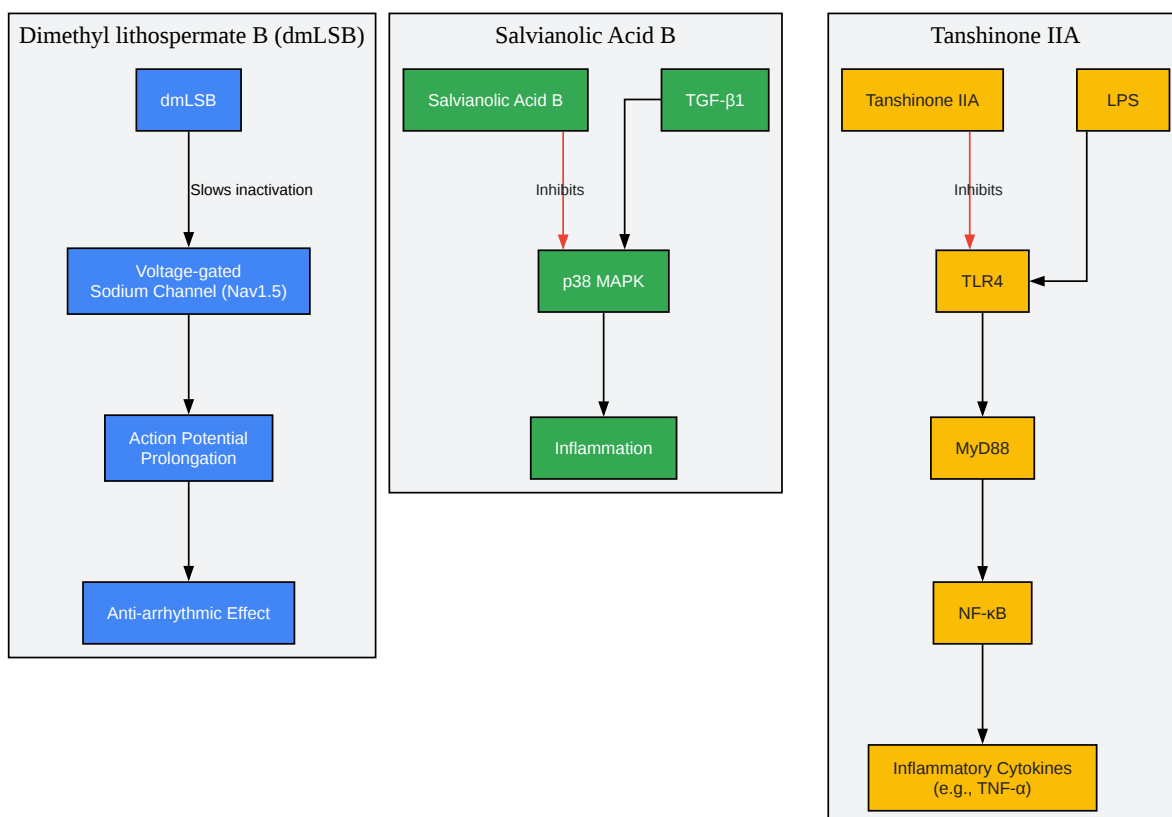 Dimethyl lithospermate B (dmLSB)
dmLSB
Slows inactivation
Voltage-gated
Sodium Channel (Nav1.5)
Action Potential
Prolongation
Anti-arrhythmic Effect
Salvianolic Acid B
Salvianolic Acid B
TGF-β1
Inhibits
p38 MAPK
Inflammation
Tanshinone IIA
Tanshinone IIA
LPS
Inhibits
TLR4
MyD88
NF-κB
Inflammatory Cytokines
(e.g., TNF-α)